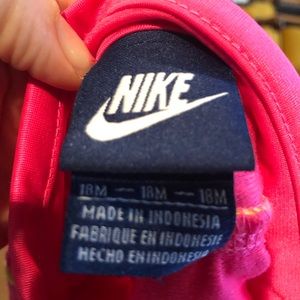 NIKE
18M — 18M — 18M
MADE IN INDONESIA
FABRIQUE EN INDONESIE
HECHO EN INDONESIA